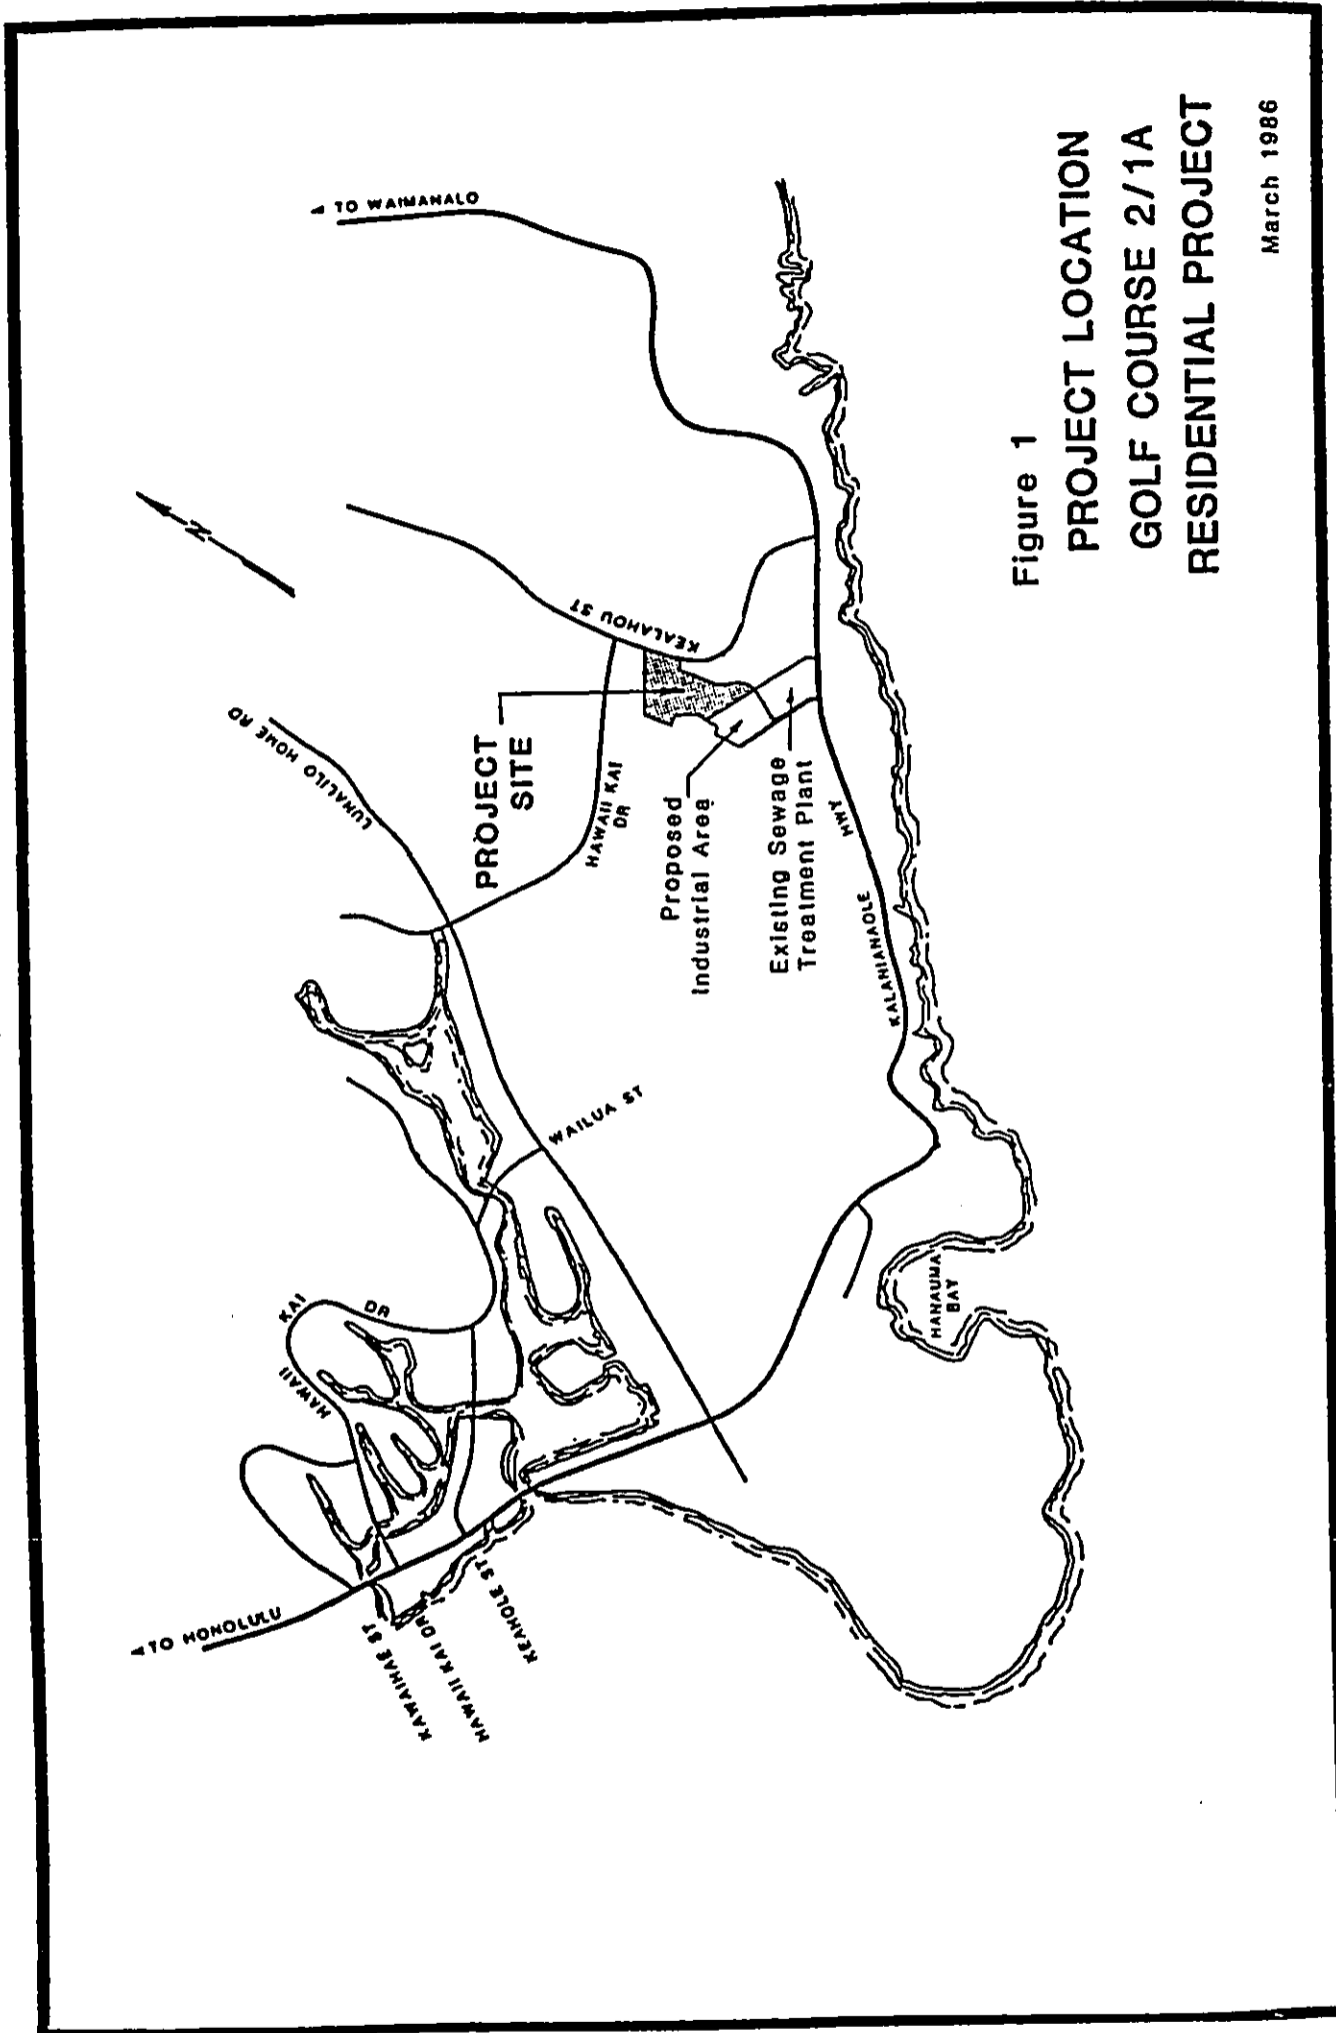 TO WAIMANALO
N
KEALAHOU ST
LUNALILO HOME RD
PROJECT
SITE
HAWAII KAI
DR
Proposed
Industrial Area
Existing Sewage
Treatment Plant
KALANIANAOLE
HWY
WAILUA ST
HAWAII
KAI
DR
HANAUMA
BAY
TO HONOLULU
KAWAIHAE ST
HAWAII KAI DR
KEAHOLE ST
Figure 1
PROJECT LOCATION
GOLF COURSE 2/1A
RESIDENTIAL PROJECT
March 1986